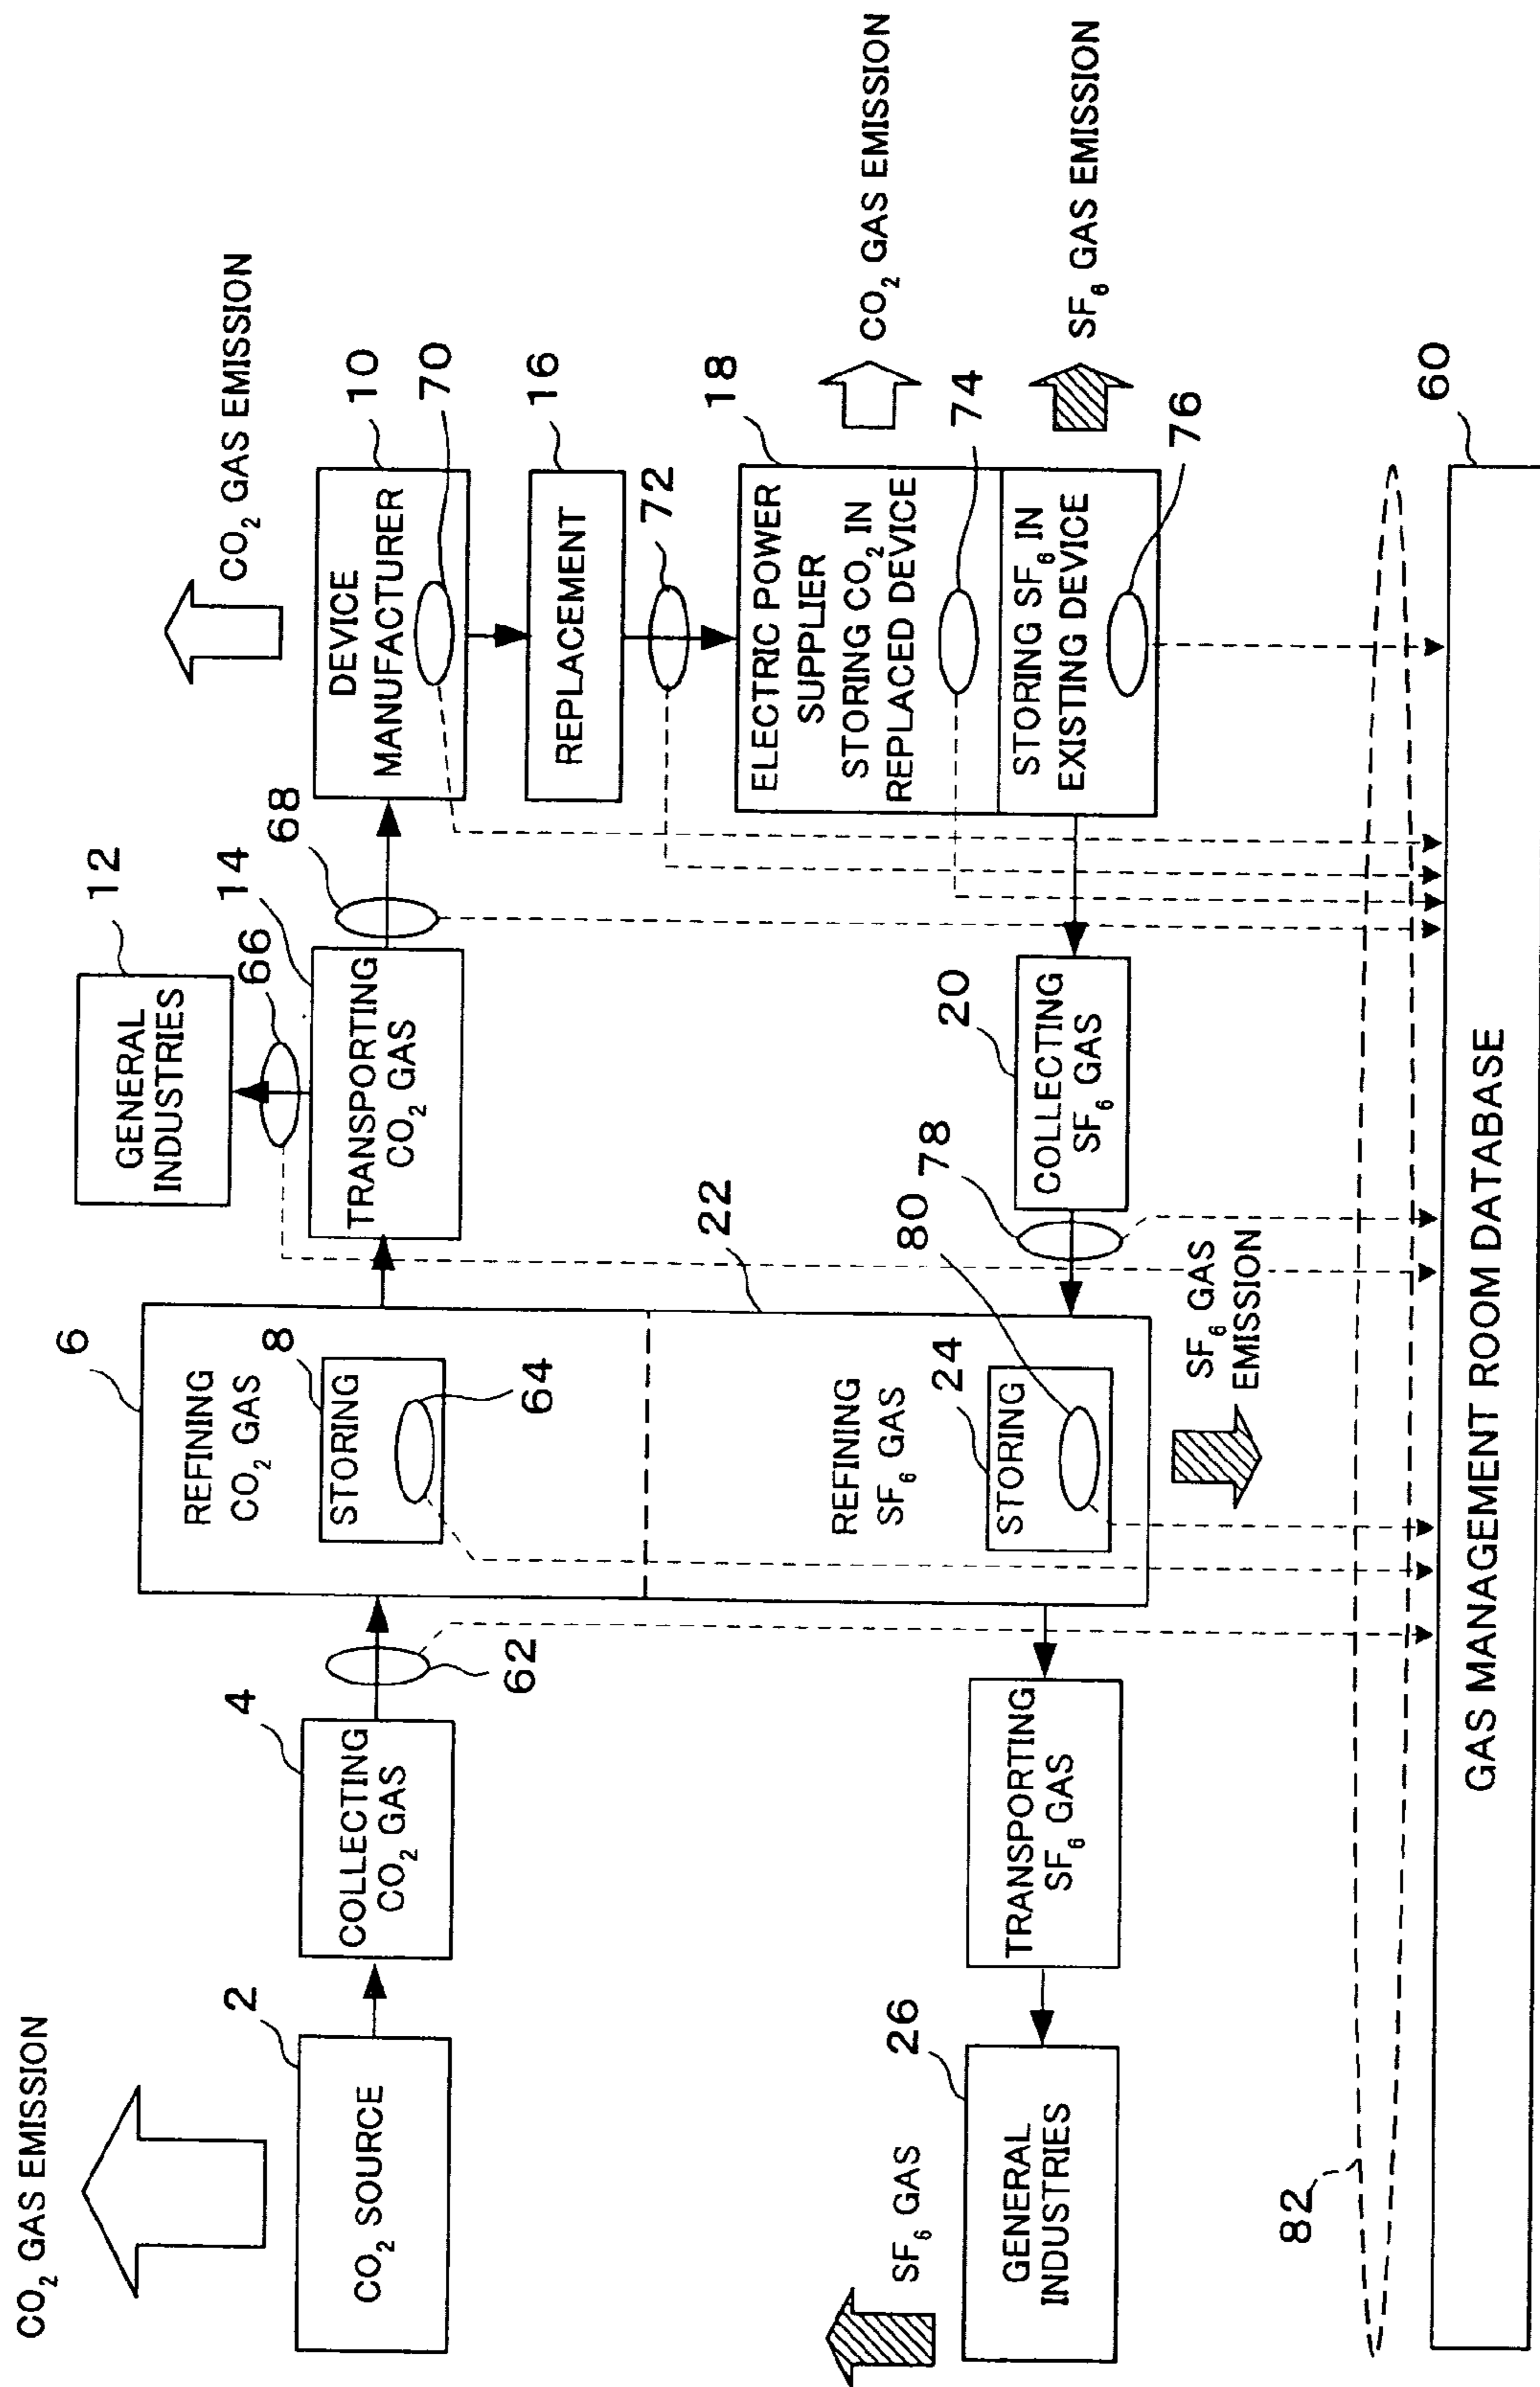 CO₂ GAS EMISSION
2
CO₂ SOURCE
4
COLLECTING
CO₂ GAS
62
6
REFINING
CO₂ GAS
8
STORING
64
12
GENERAL
INDUSTRIES
66
14
TRANSPORTING
CO₂ GAS
68
CO₂ GAS EMISSION
10
DEVICE
MANUFACTURER
70
16
REPLACEMENT
72
18
ELECTRIC POWER
SUPPLIER
STORING CO₂ IN
REPLACED DEVICE
74
CO₂ GAS EMISSION
STORING SF₆ IN
EXISTING DEVICE
76
SF₆ GAS EMISSION
20
COLLECTING
SF₆ GAS
78
22
REFINING
SF₆ GAS
24
STORING
80
SF₆ GAS
EMISSION
TRANSPORTING
SF₆ GAS
26
GENERAL
INDUSTRIES
SF₆ GAS
82
60
GAS MANAGEMENT ROOM DATABASE